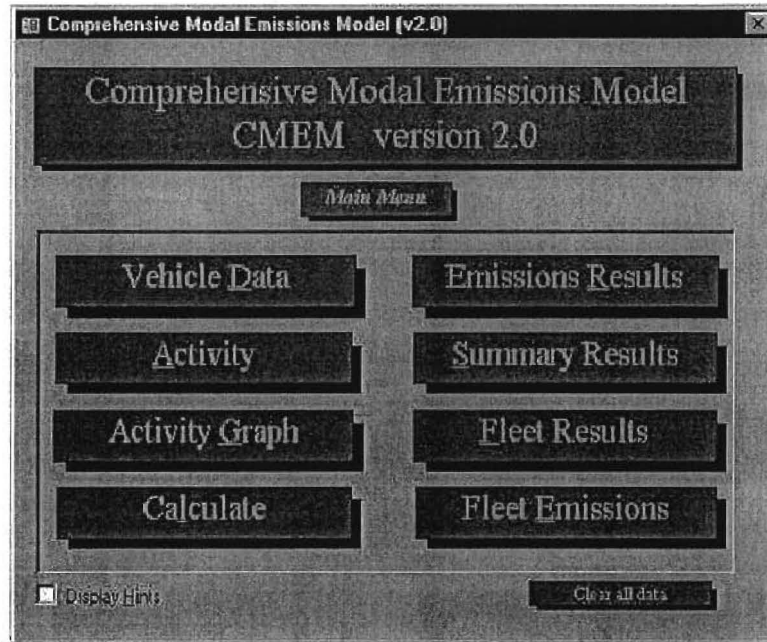 Comprehensive Modal Emissions Model (v2.0)
Comprehensive Modal Emissions Model
CMEM version 2.0
Main Menu
Vehicle Data
Emissions Results
Activity
Summary Results
Activity Graph
Fleet Results
Calculate
Fleet Emissions
Display Hints
Clear all data